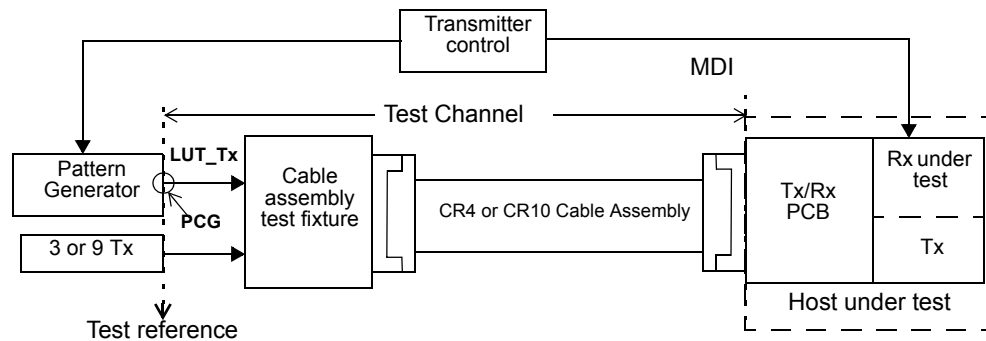 Transmitter
control
MDI
Test Channel
Pattern
Generator
LUT_Tx
PCG
3 or 9 Tx
Cable
assembly
test fixture
CR4 or CR10 Cable Assembly
Tx/Rx
PCB
Rx under
test
Tx
Host under test
Test reference